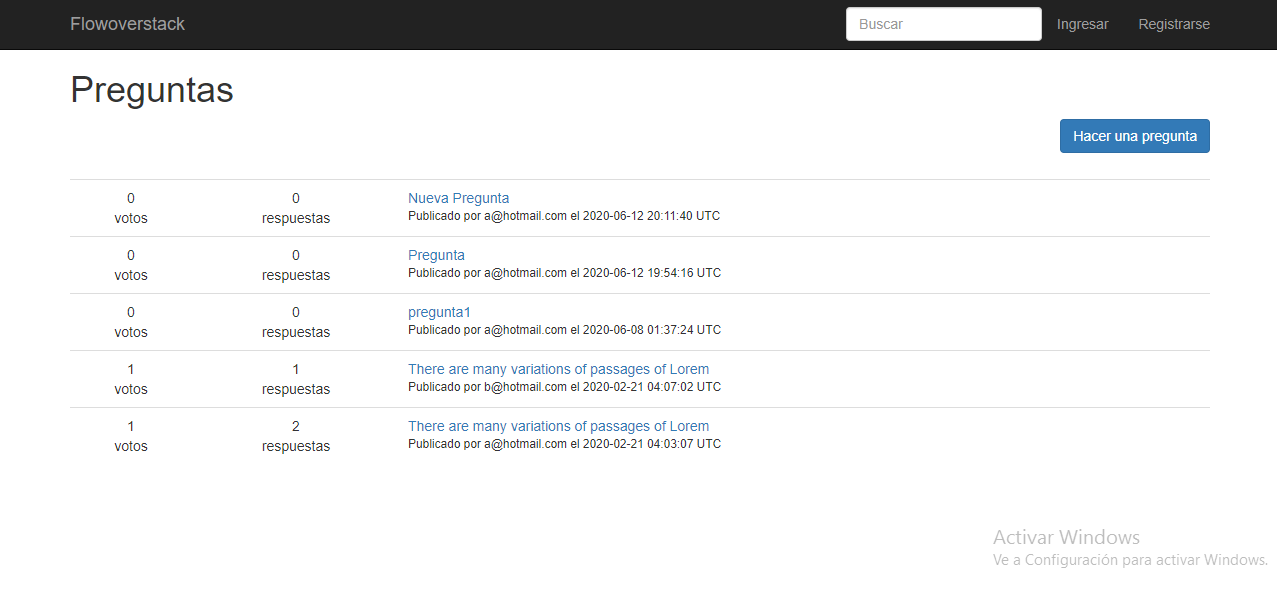 Flowoverstack Buscar Ingresar Registrarse
Preguntas
Hacer una pregunta
0 0 Nueva Pregunta
votos respuestas Publicado por a@hotmail.com el 2020-06-12 20:11:40 UTC
0 0 Pregunta
votos respuestas Publicado por a@hotmail.com el 2020-06-12 19:54:16 UTC
0 0 pregunta1
votos respuestas Publicado por a@hotmail.com el 2020-06-08 01:37:24 UTC
1 1 There are many variations of passages of Lorem
votos respuestas Publicado por b@hotmail.com el 2020-02-21 04:07:02 UTC
1 2 There are many variations of passages of Lorem
votos respuestas Publicado por a@hotmail.com el 2020-02-21 04:03:07 UTC
Activar Windows
Ve a Configuración para activar Windows.